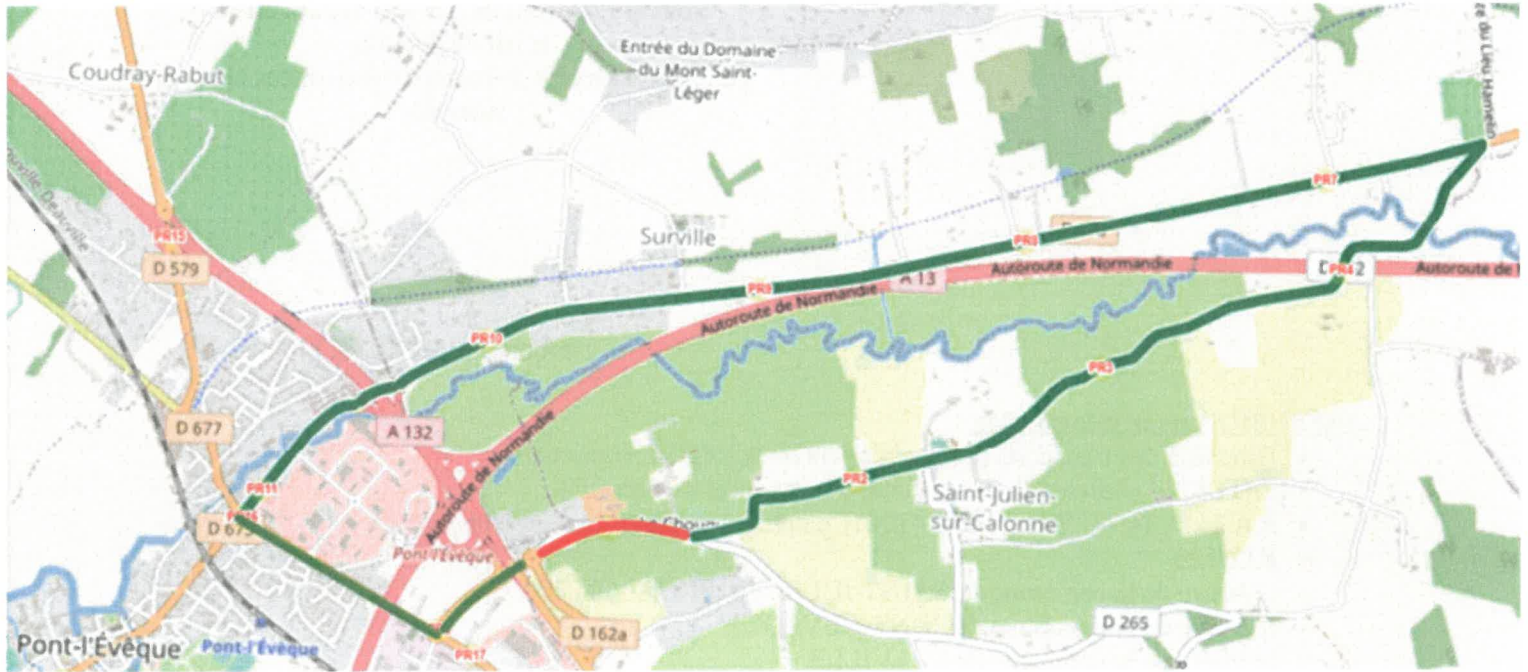 Coudray-Rabut
Entrée du Domaine
du Mont Saint-
Léger
PR7
PR15
Surville
PR8
D 579
PR4
Autoroute de Normandie
Autoroute de
A 13
PR9
Autoroute de Normandie
PR10
PR3
D 677
A 132
Autoroute de Normandie
PR2
PR11
Saint-Julien-
sur-Calonne
D 675
Pont-l'Évêque
D 265
D 162a
Pont-l'Évêque
Pont-l'Évêque
PR17